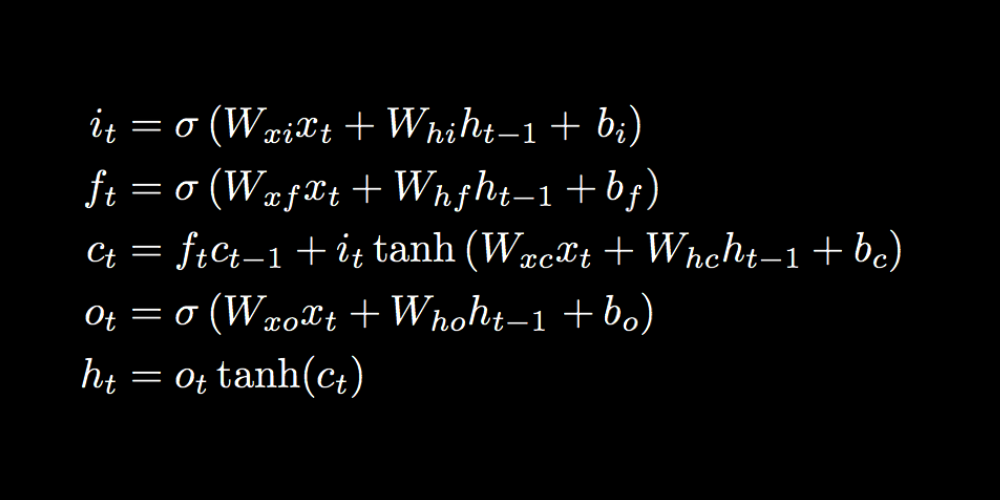 i_t = σ (W_{xi}x_t + W_{hi}h_{t−1} + b_i)
f_t = σ (W_{xf}x_t + W_{hf}h_{t−1} + b_f)
c_t = f_tc_{t−1} + i_t tanh (W_{xc}x_t + W_{hc}h_{t−1} + b_c)
o_t = σ (W_{xo}x_t + W_{ho}h_{t−1} + b_o)
h_t = o_t tanh(c_t)